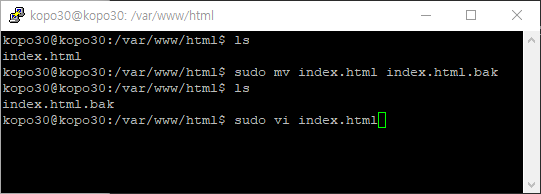 kopo30@kopo30: /var/www/html
kopo30@kopo30:/var/www/html$ ls
index.html
kopo30@kopo30:/var/www/html$ sudo mv index.html index.html.bak
kopo30@kopo30:/var/www/html$ ls
index.html.bak
kopo30@kopo30:/var/www/html$ sudo vi index.html